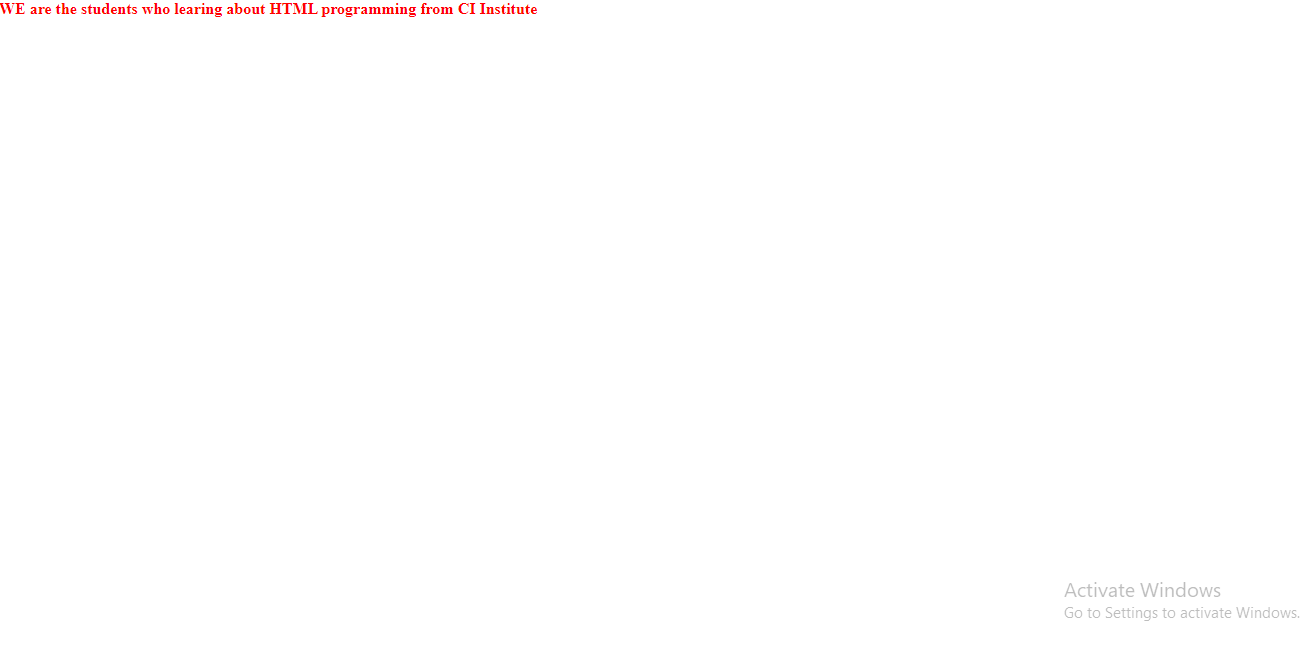 WE are the students who learing about HTML programming from CI Institute
Activate Windows
Go to Settings to activate Windows.